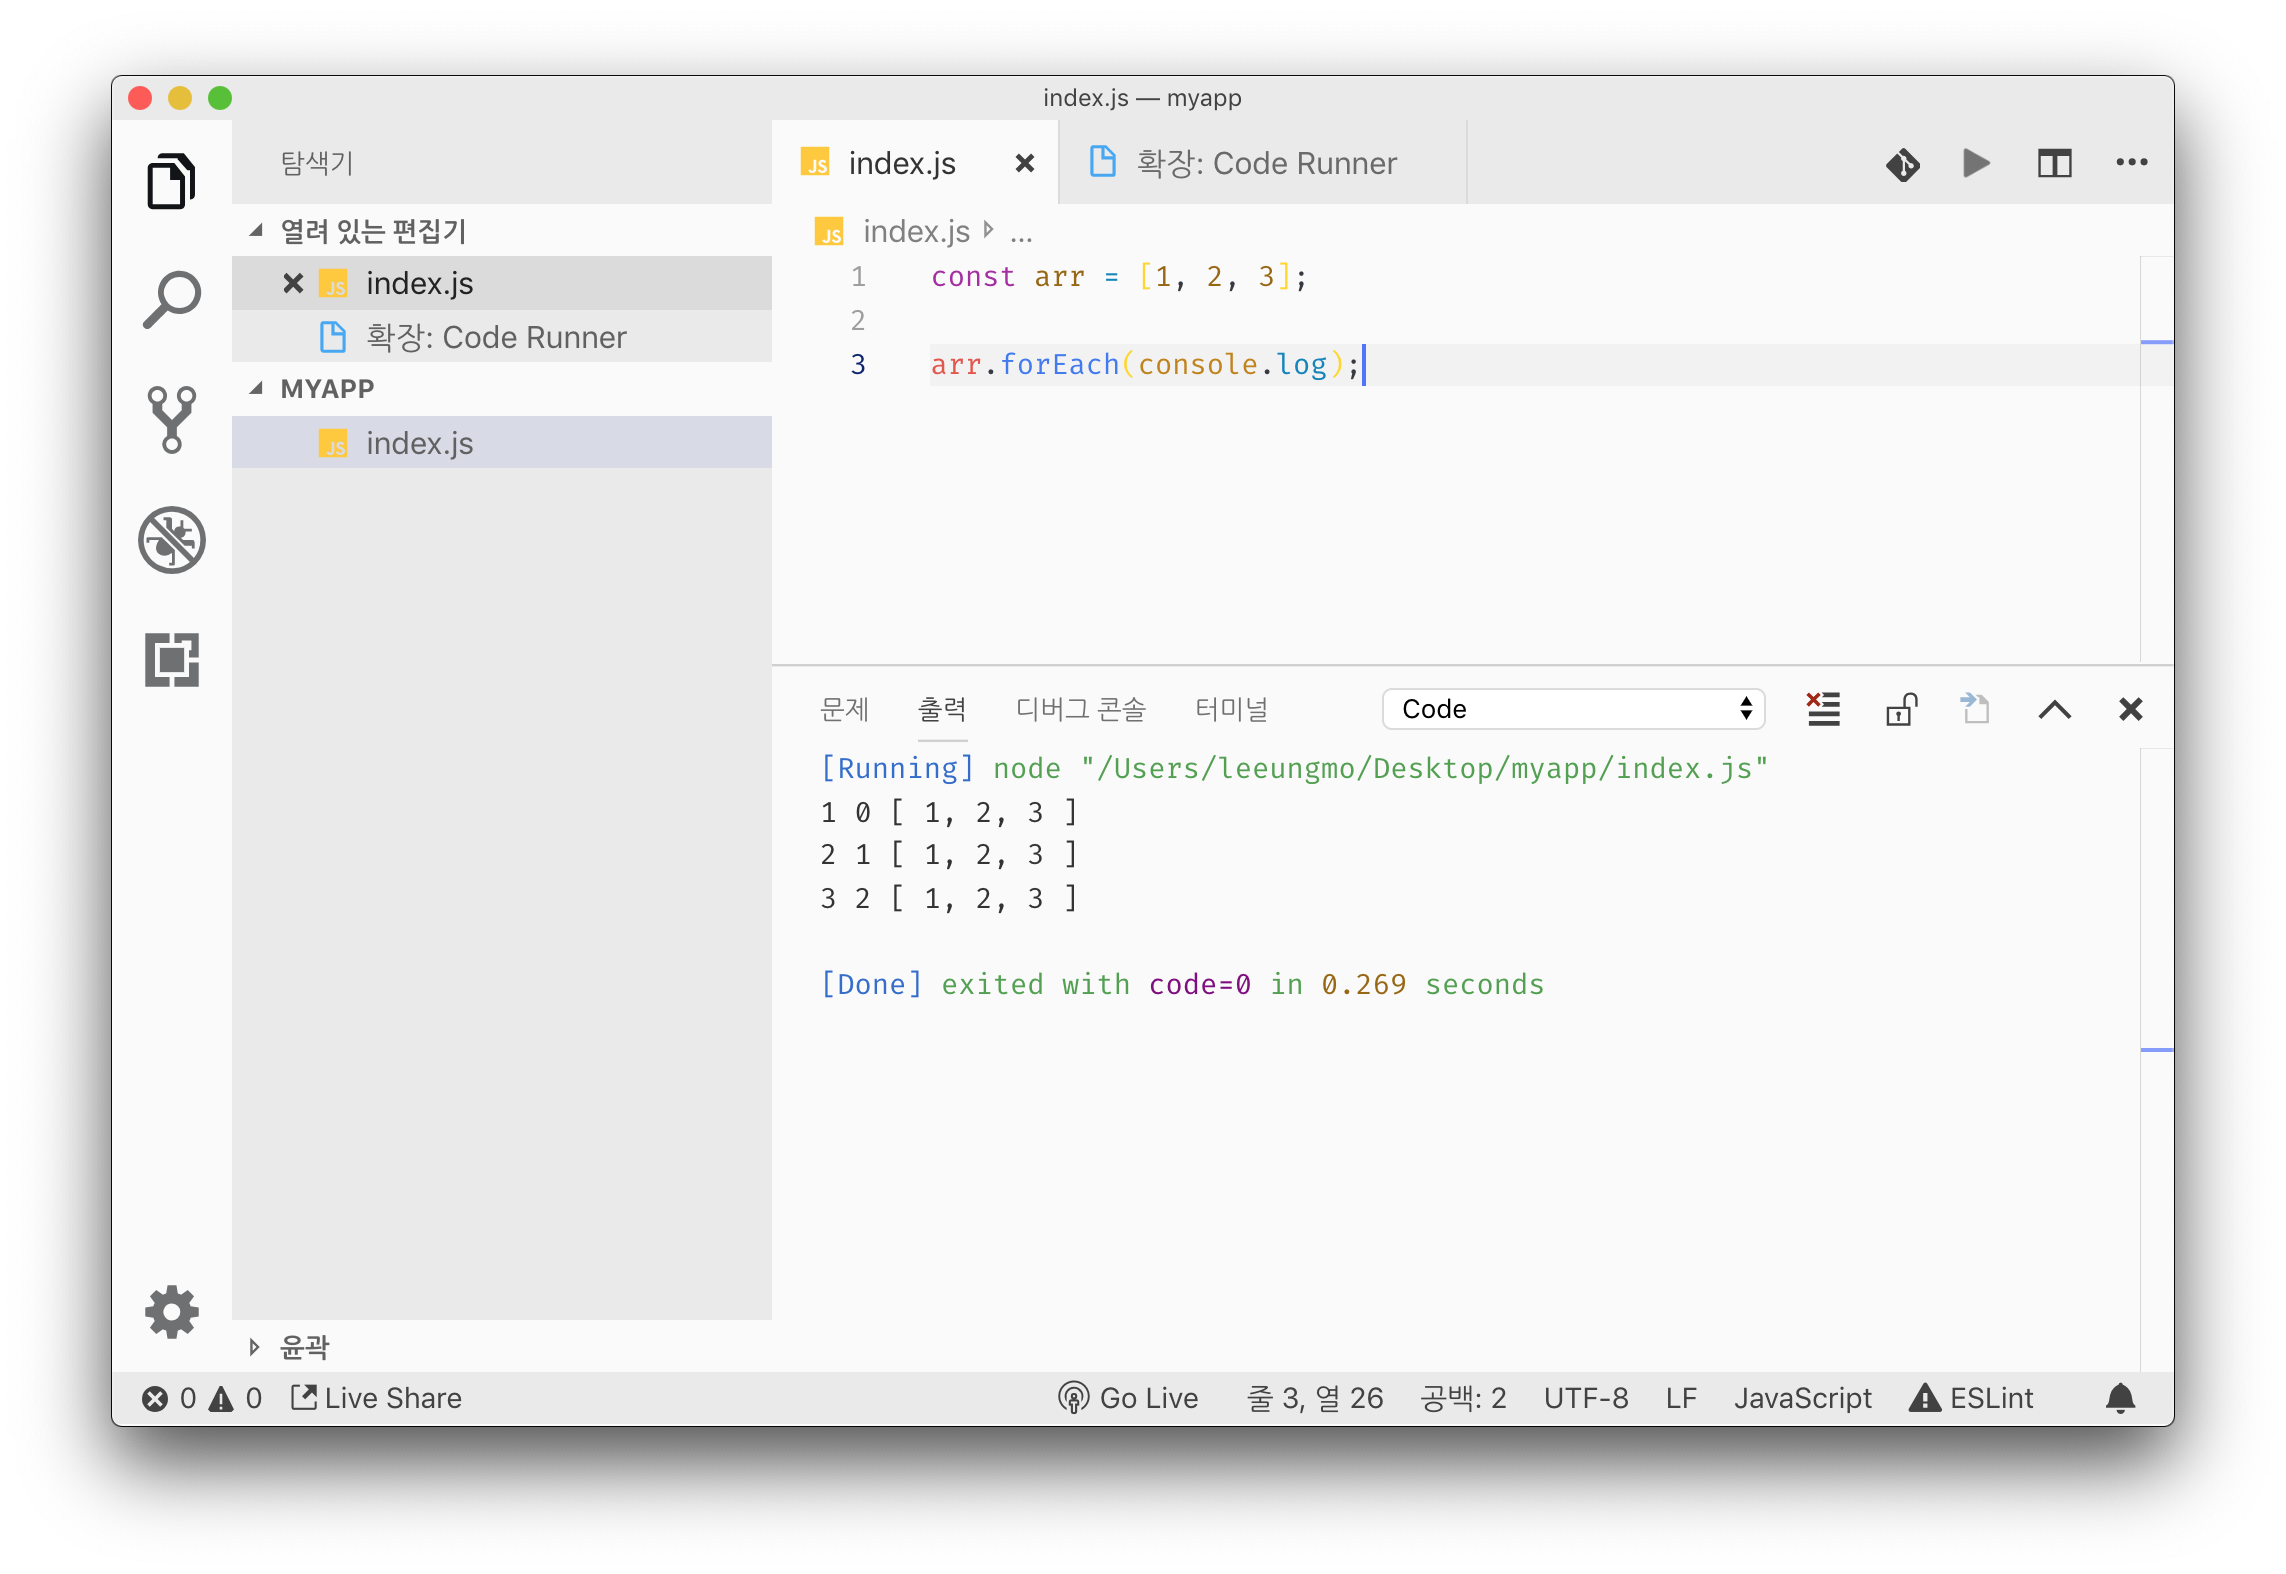 index.js — myapp
탐색기
열려 있는 편집기
JS index.js
확장: Code Runner
MYAPP
JS index.js
윤곽
JS index.js
확장: Code Runner
JS index.js ...
1 const arr = [1, 2, 3];
2
3 arr.forEach(console.log);
문제 출력 디버그 콘솔 터미널 Code
[Running] node "/Users/leeungmo/Desktop/myapp/index.js"
1 0 [ 1, 2, 3 ]
2 1 [ 1, 2, 3 ]
3 2 [ 1, 2, 3 ]
[Done] exited with code=0 in 0.269 seconds
0 0 Live Share Go Live 줄 3, 열 26 공백: 2 UTF-8 LF JavaScript ESLint